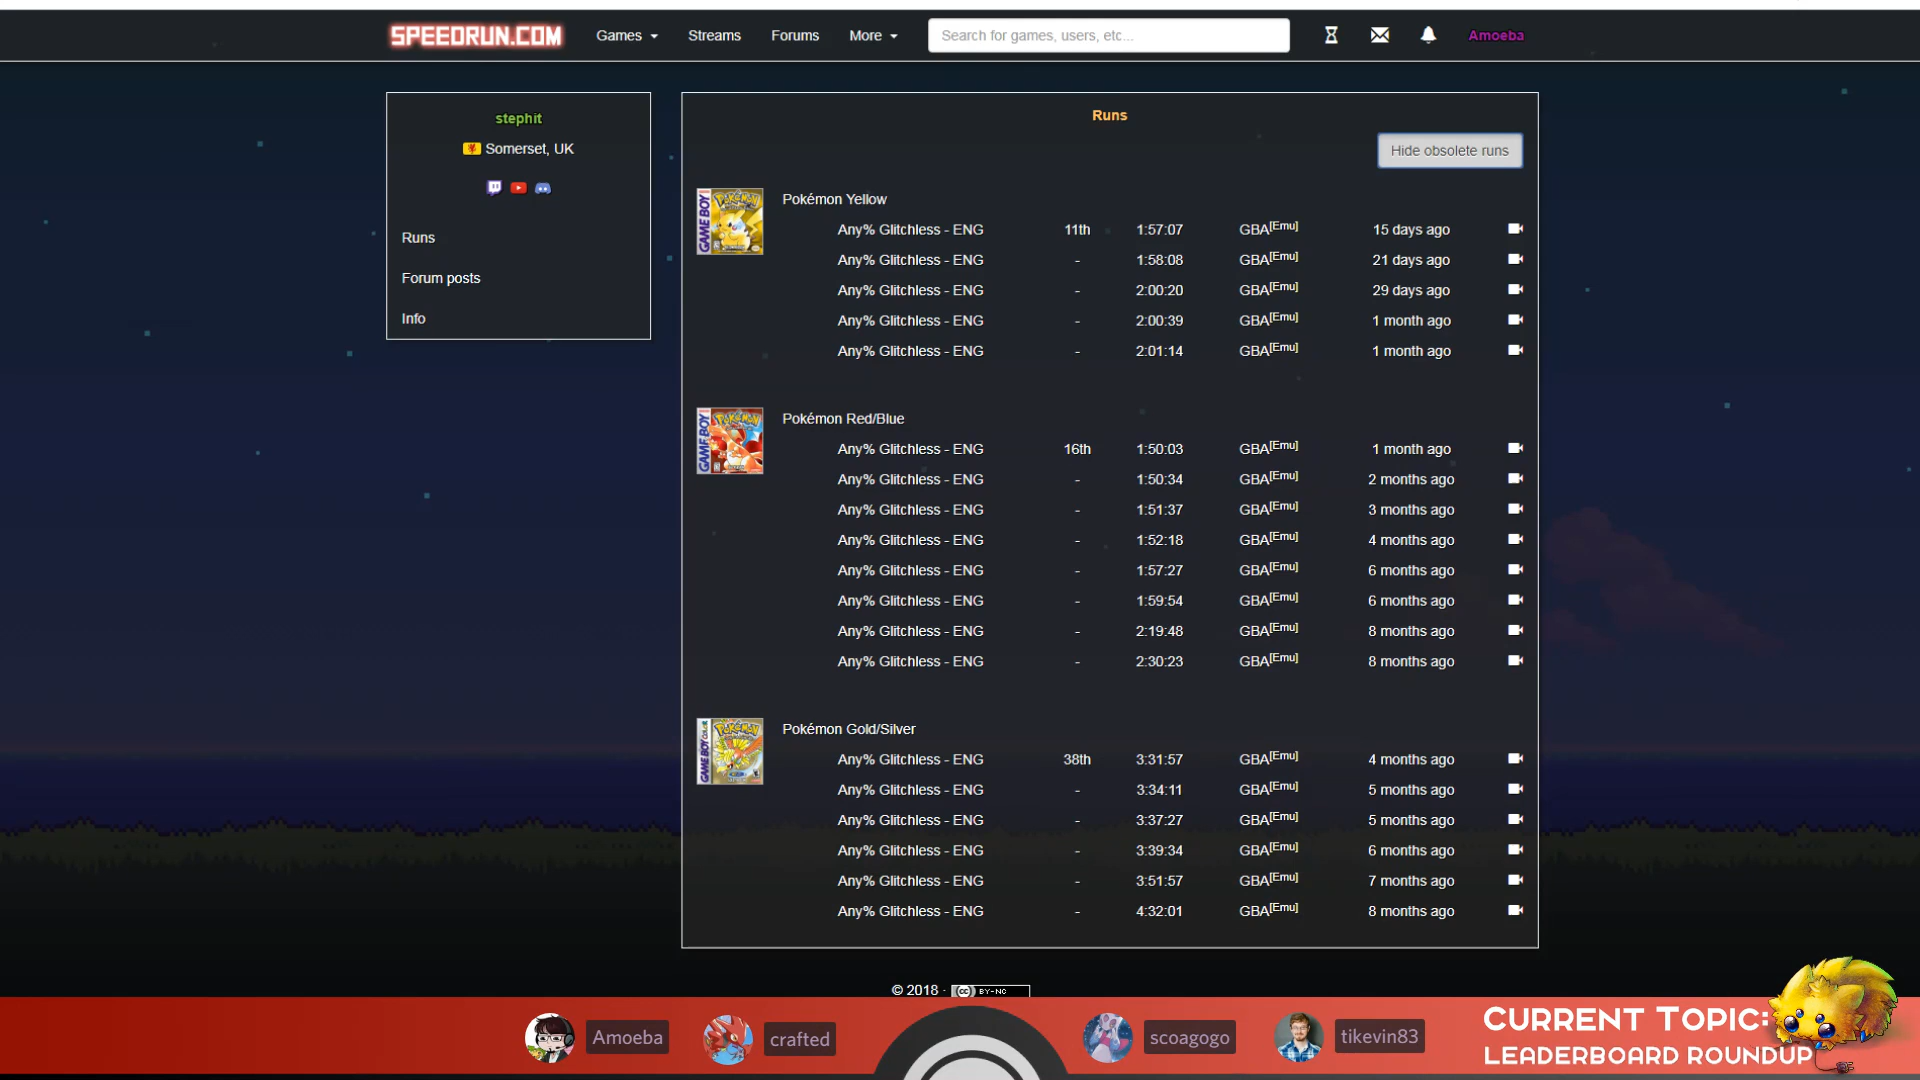 SPEEDRUN.COM Games Streams Forums More Search for games, users, etc... Amoeba
stephit
Somerset, UK
Runs
Forum posts
Info
Runs
Hide obsolete runs
Pokémon Yellow
Any% Glitchless - ENG 11th 1:57:07 GBA[Emu] 15 days ago
Any% Glitchless - ENG - 1:58:08 GBA[Emu] 21 days ago
Any% Glitchless - ENG - 2:00:20 GBA[Emu] 29 days ago
Any% Glitchless - ENG - 2:00:39 GBA[Emu] 1 month ago
Any% Glitchless - ENG - 2:01:14 GBA[Emu] 1 month ago
Pokémon Red/Blue
Any% Glitchless - ENG 16th 1:50:03 GBA[Emu] 1 month ago
Any% Glitchless - ENG - 1:50:34 GBA[Emu] 2 months ago
Any% Glitchless - ENG - 1:51:37 GBA[Emu] 3 months ago
Any% Glitchless - ENG - 1:52:18 GBA[Emu] 4 months ago
Any% Glitchless - ENG - 1:57:27 GBA[Emu] 6 months ago
Any% Glitchless - ENG - 1:59:54 GBA[Emu] 6 months ago
Any% Glitchless - ENG - 2:19:48 GBA[Emu] 8 months ago
Any% Glitchless - ENG - 2:30:23 GBA[Emu] 8 months ago
Pokémon Gold/Silver
Any% Glitchless - ENG 38th 3:31:57 GBA[Emu] 4 months ago
Any% Glitchless - ENG - 3:34:11 GBA[Emu] 5 months ago
Any% Glitchless - ENG - 3:37:27 GBA[Emu] 5 months ago
Any% Glitchless - ENG - 3:39:34 GBA[Emu] 6 months ago
Any% Glitchless - ENG - 3:51:57 GBA[Emu] 7 months ago
Any% Glitchless - ENG - 4:32:01 GBA[Emu] 8 months ago
© 2018 · cc BY-NC
Amoeba crafted scoagogo tikevin83
CURRENT TOPIC:
LEADERBOARD ROUNDUP